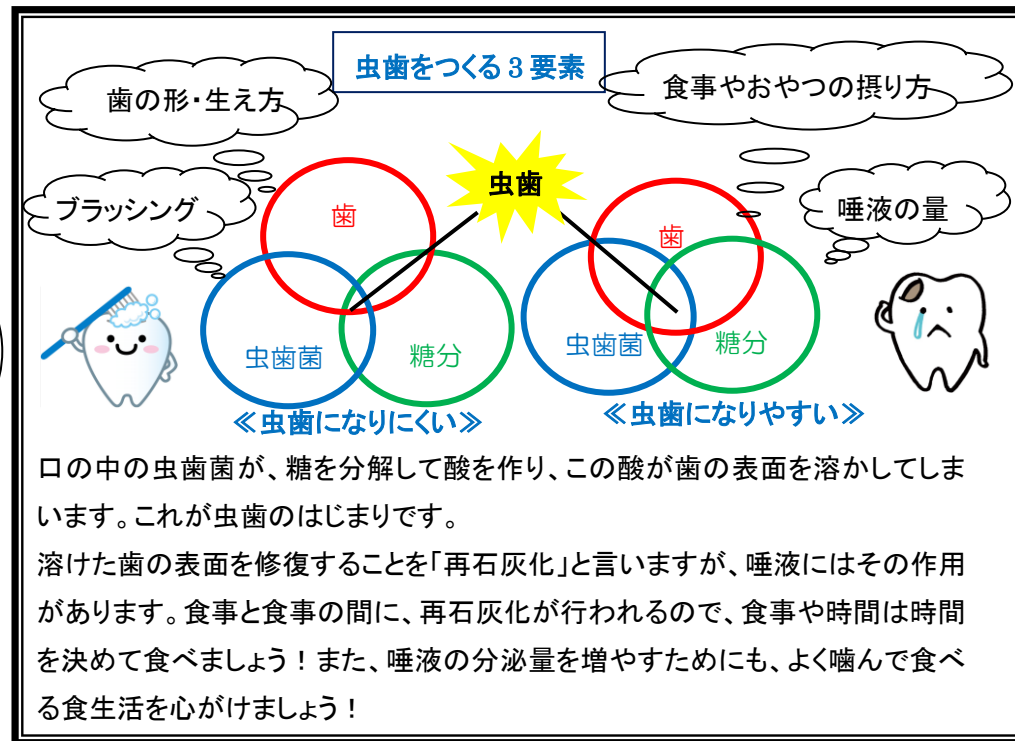 虫歯をつくる3要素
歯の形・生え方
食事やおやつの摂り方
ブラッシング
虫歯
唾液の量
歯
虫歯菌
糖分
歯
虫歯菌
糖分
≪虫歯になりにくい≫
≪虫歯になりやすい≫
口の中の虫歯菌が、糖を分解して酸を作り、この酸が歯の表面を溶かしてしま
います。これが虫歯のはじまりです。
溶けた歯の表面を修復することを「再石灰化」と言いますが、唾液にはその作用
があります。食事と食事の間に、再石灰化が行われるので、食事や時間は時間
を決めて食べましょう！また、唾液の分泌量を増やすためにも、よく噛んで食べ
る食生活を心がけましょう！